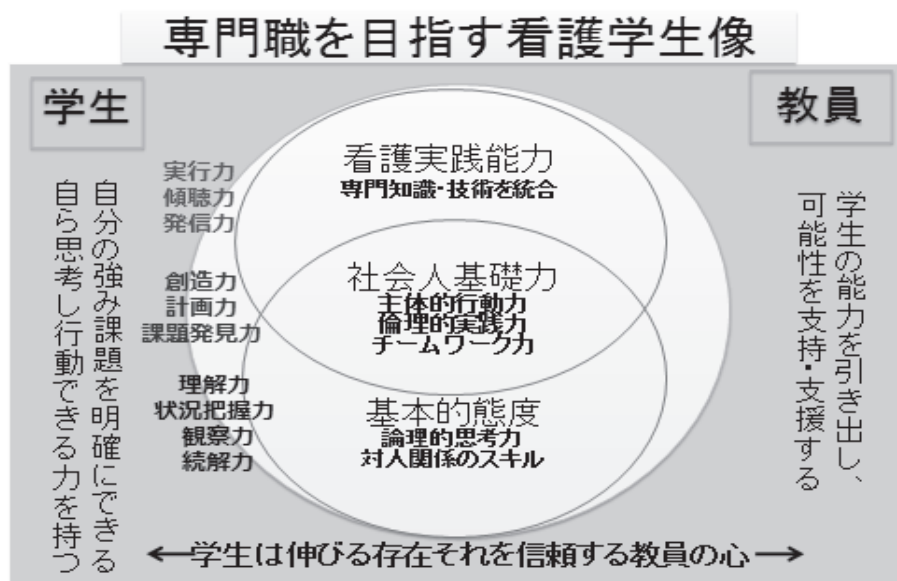 専門職を目指す看護学生像
学生
教員
自分の強み課題を明確にできる
自ら思考し行動できる力を持つ
実行力
傾聴力
発信力
創造力
計画力
課題発見力
理解力
状況把握力
観察力
続解力
看護実践能力
専門知識・技術を統合
社会人基礎力
主体的行動力
倫理的実践力
チームワーク力
基本的態度
論理的思考力
対人関係のスキル
学生の能力を引き出し、
可能性を支持・支援する
←学生は伸びる存在それを信頼する教員の心→